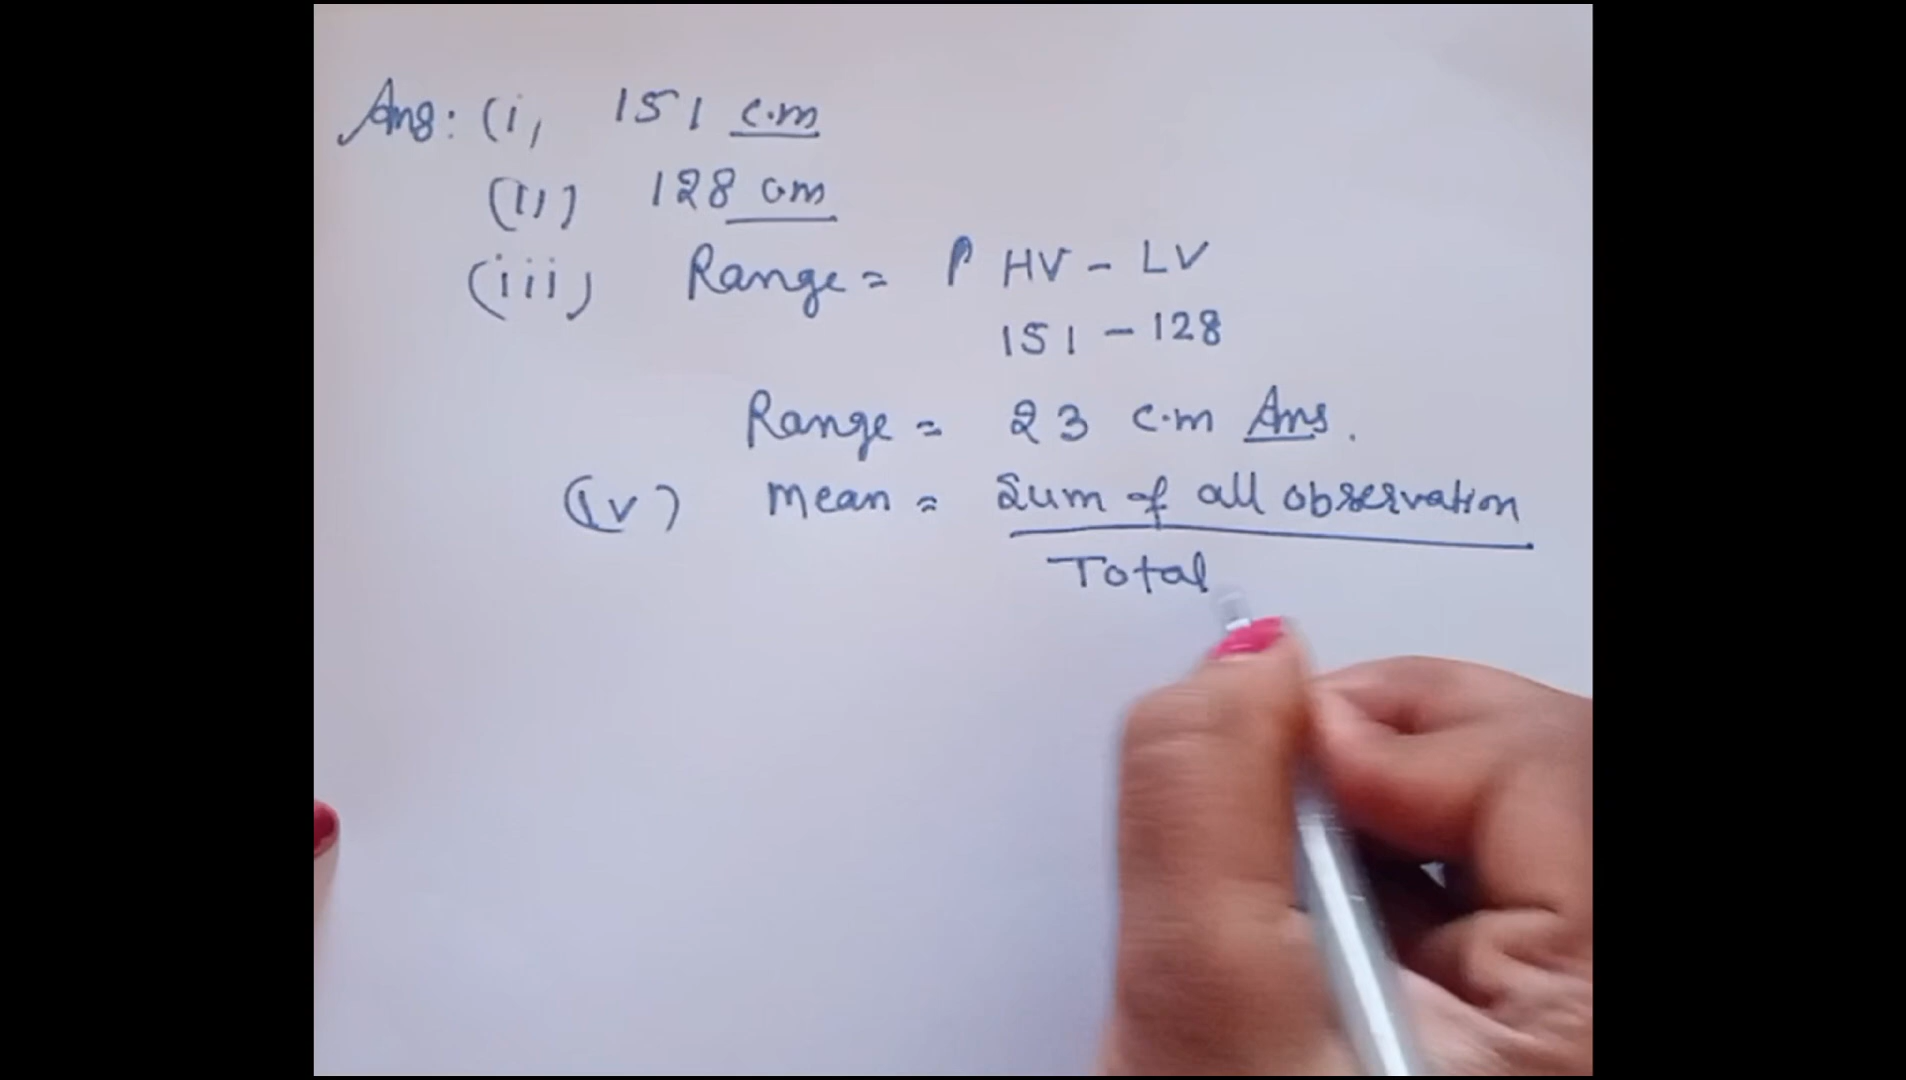 Ans: (i) 151 c.m
(ii) 128 cm
(iii) Range = HV - LV
151 - 128
Range = 23 c.m Ans.
(iv) Mean = Sum of all observation
Total